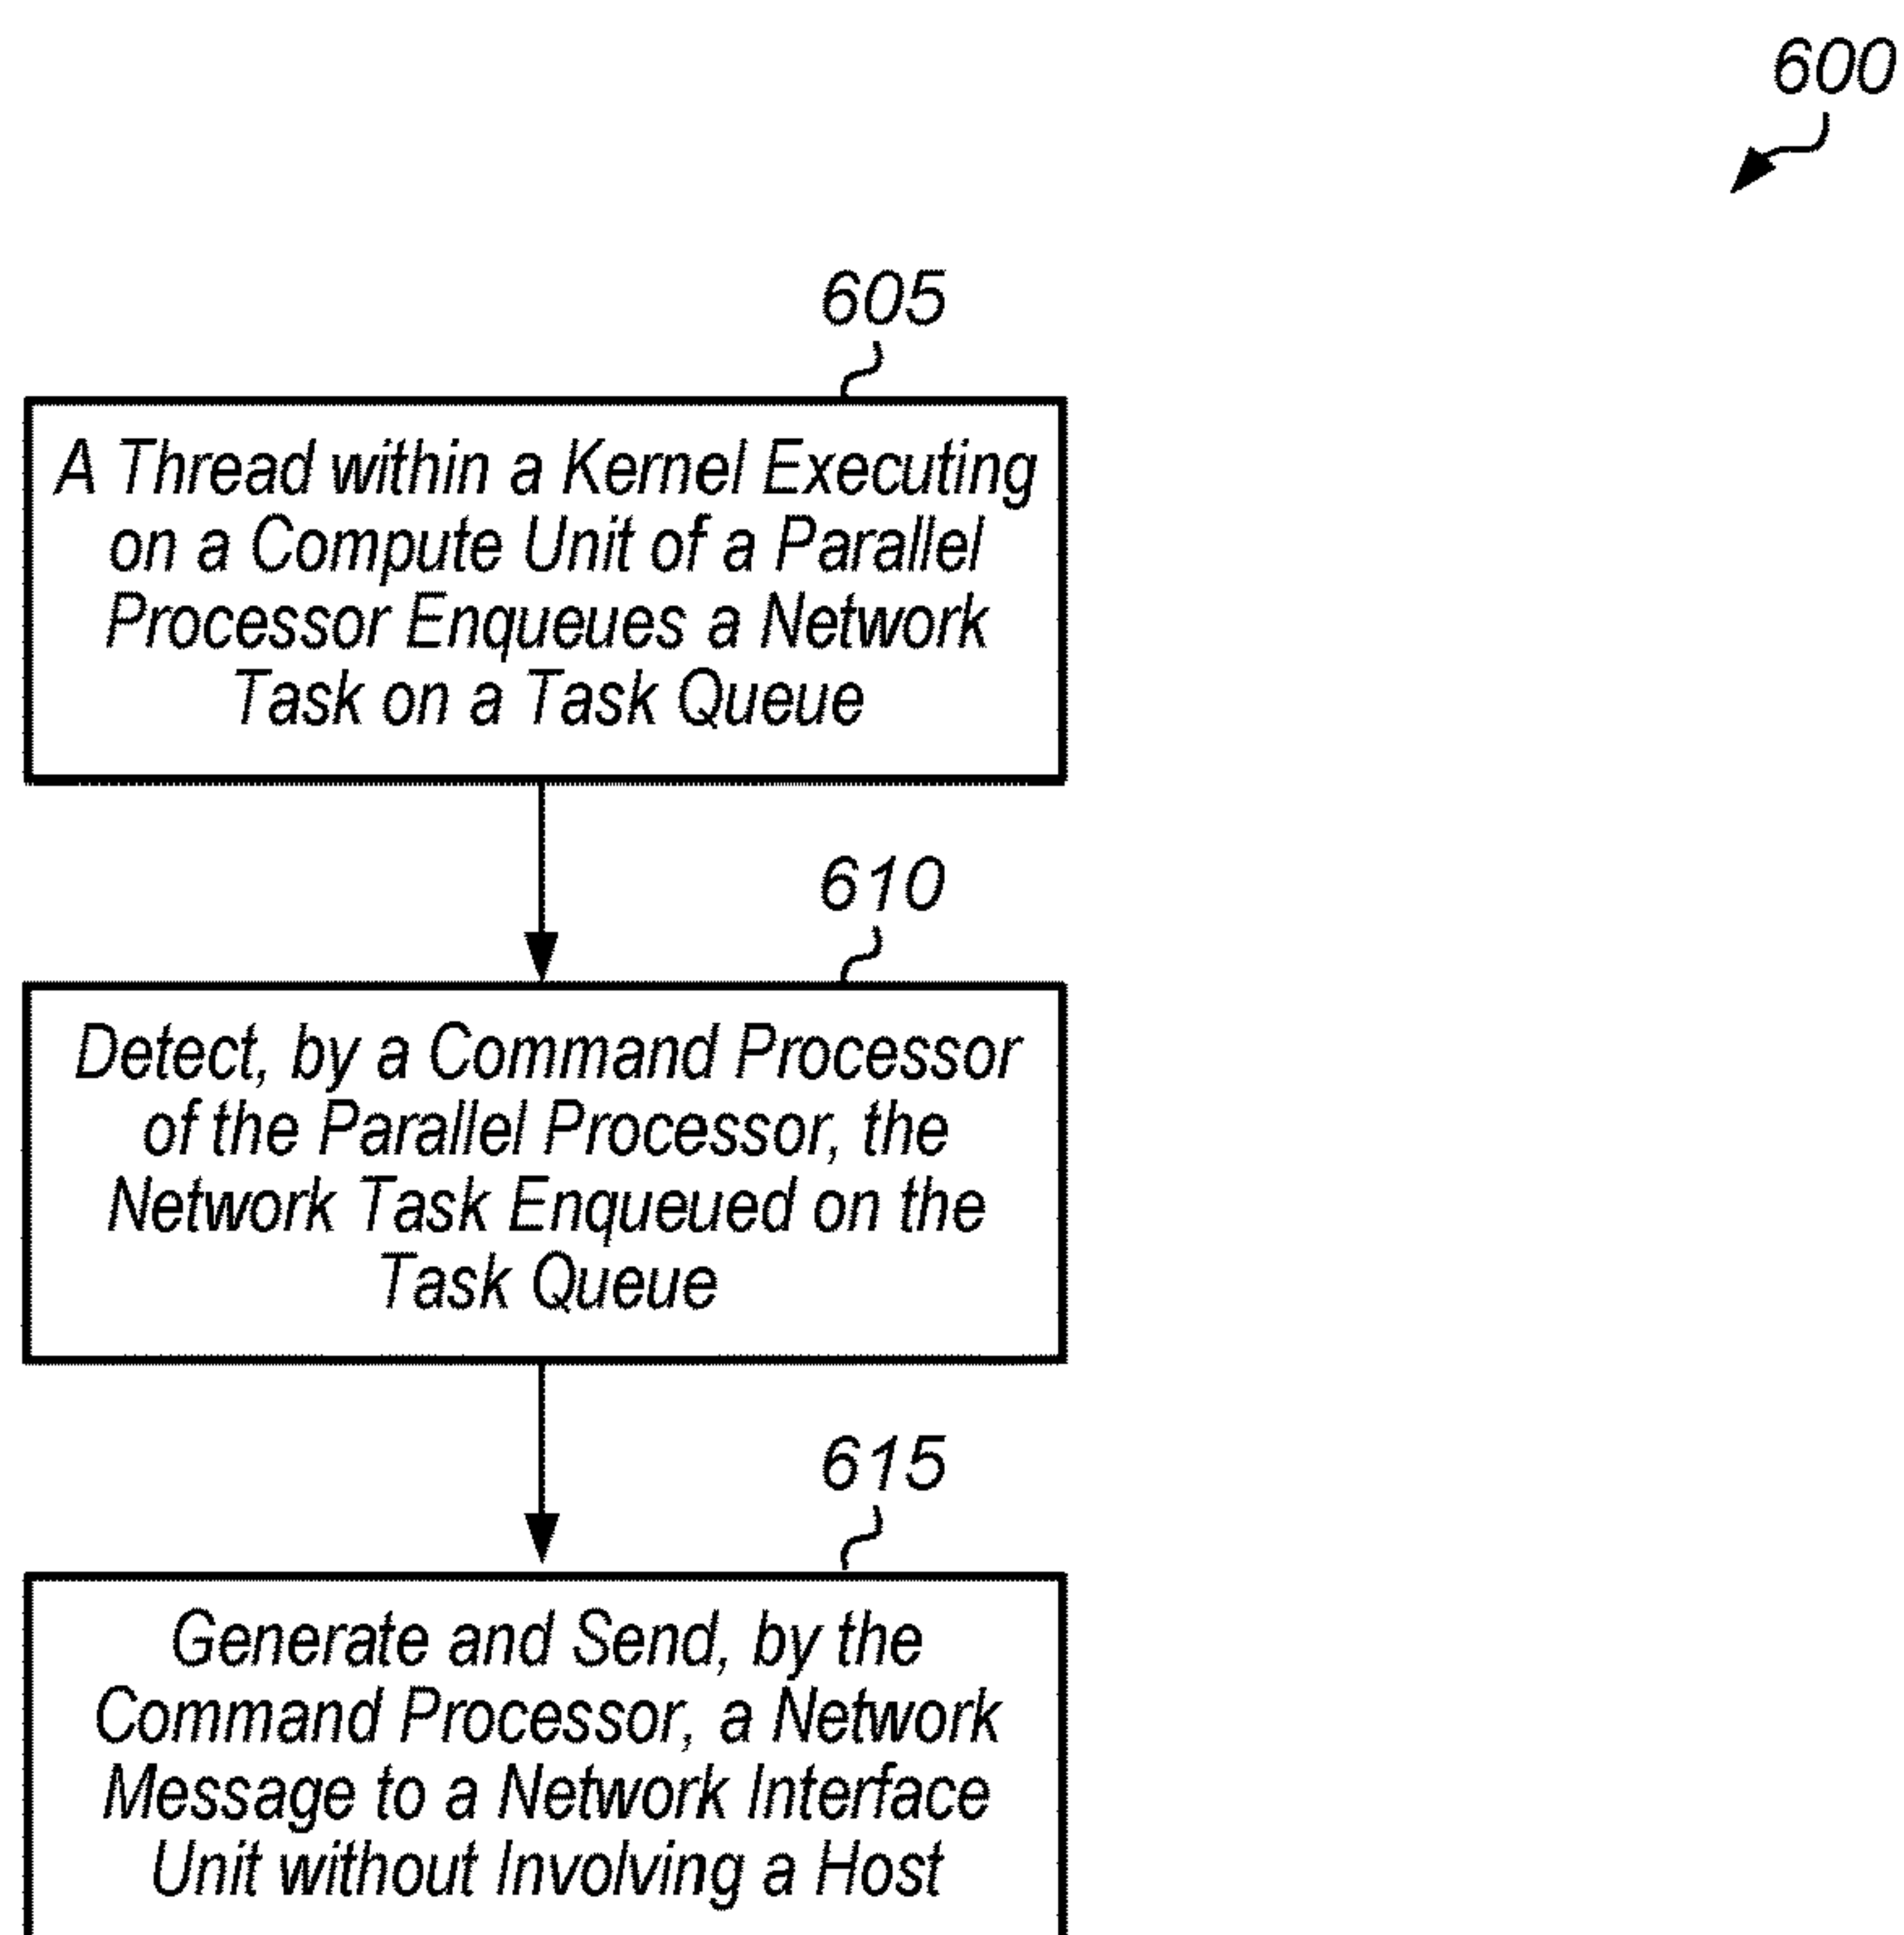 600
605
A Thread within a Kernel Executing
on a Compute Unit of a Parallel
Processor Enqueues a Network
Task on a Task Queue
610
Detect, by a Command Processor
of the Parallel Processor, the
Network Task Enqueued on the
Task Queue
615
Generate and Send, by the
Command Processor, a Network
Message to a Network Interface
Unit without Involving a Host